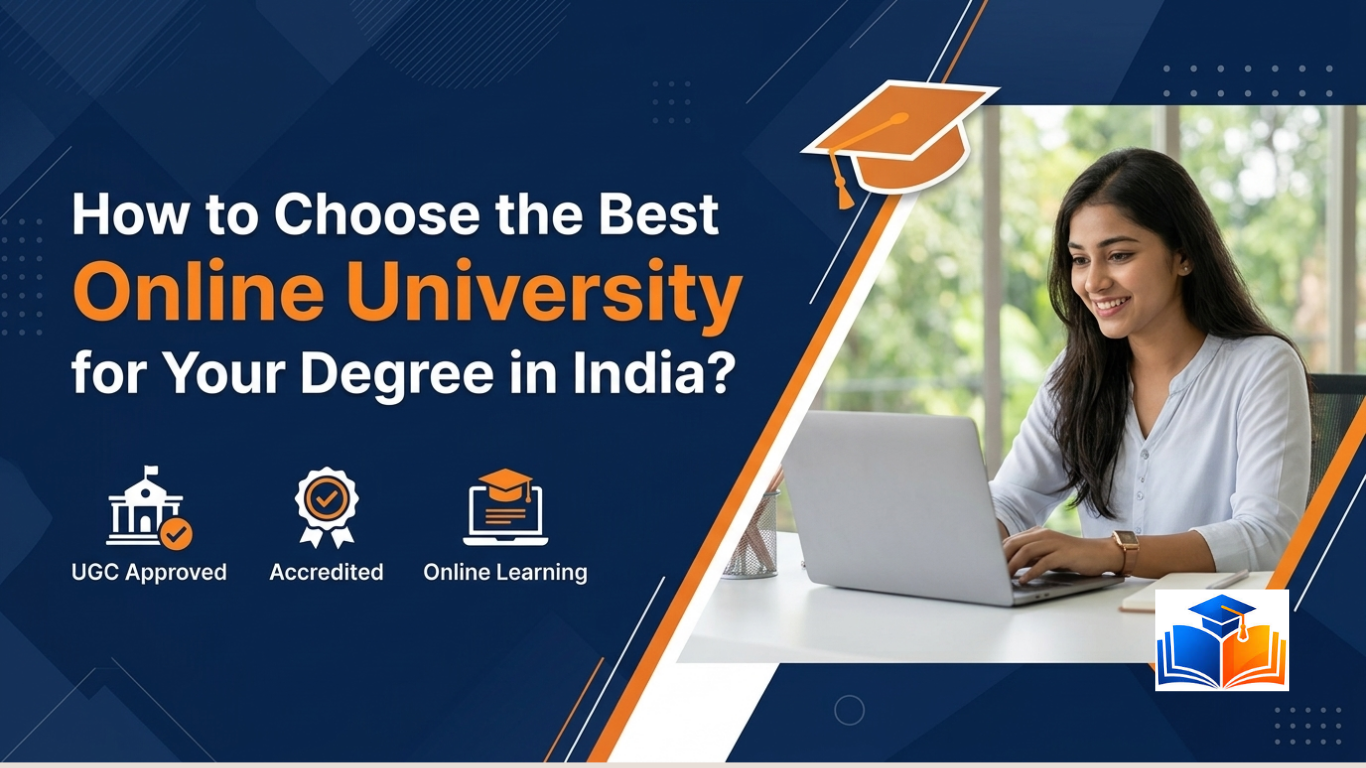 How to Choose the Best
Online University
for Your Degree in India?
UGC Approved
Accredited
Online Learning